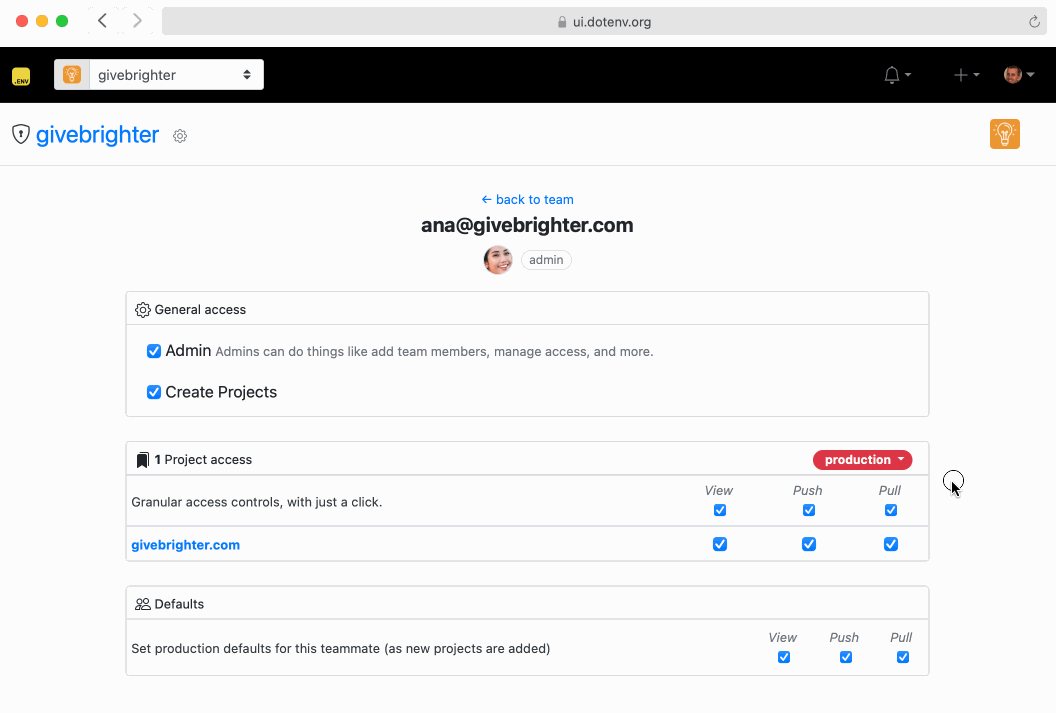 ui.dotenv.org
.ENV
givebrighter
givebrighter
← back to team
ana@givebrighter.com
admin
General access
Admin Admins can do things like add team members, manage access, and more.
Create Projects
1 Project access production
View Push Pull
Granular access controls, with just a click.
givebrighter.com
Defaults
View Push Pull
Set production defaults for this teammate (as new projects are added)